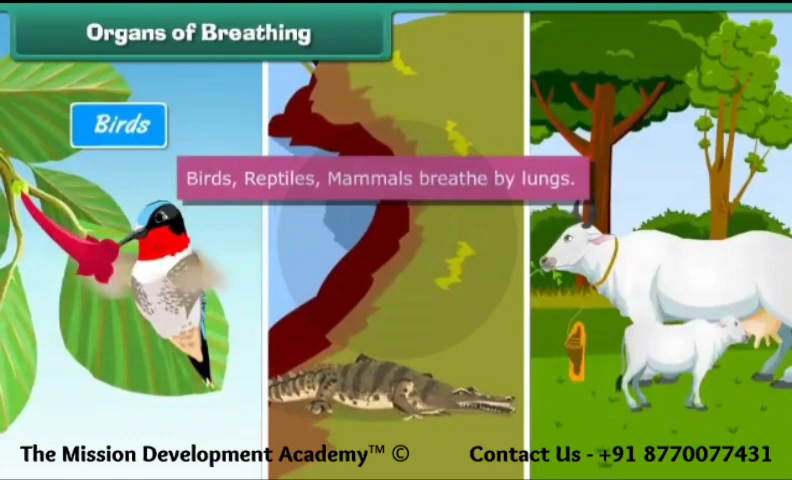 Organs of Breathing
Birds
Birds, Reptiles, Mammals breathe by lungs.
The Mission Development Academy™ © Contact Us - +91 8770077431